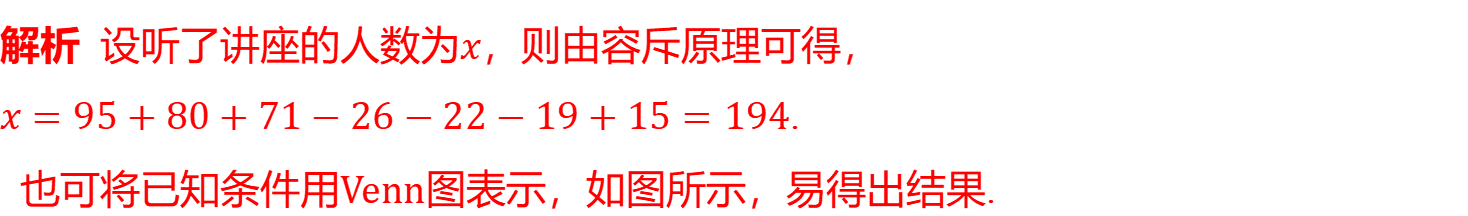 解析 设听了讲座的人数为x，则由容斥原理可得，
x = 95 + 80 + 71 − 26 − 22 − 19 + 15 = 194.
也可将已知条件用Venn图表示，如图所示，易得出结果.